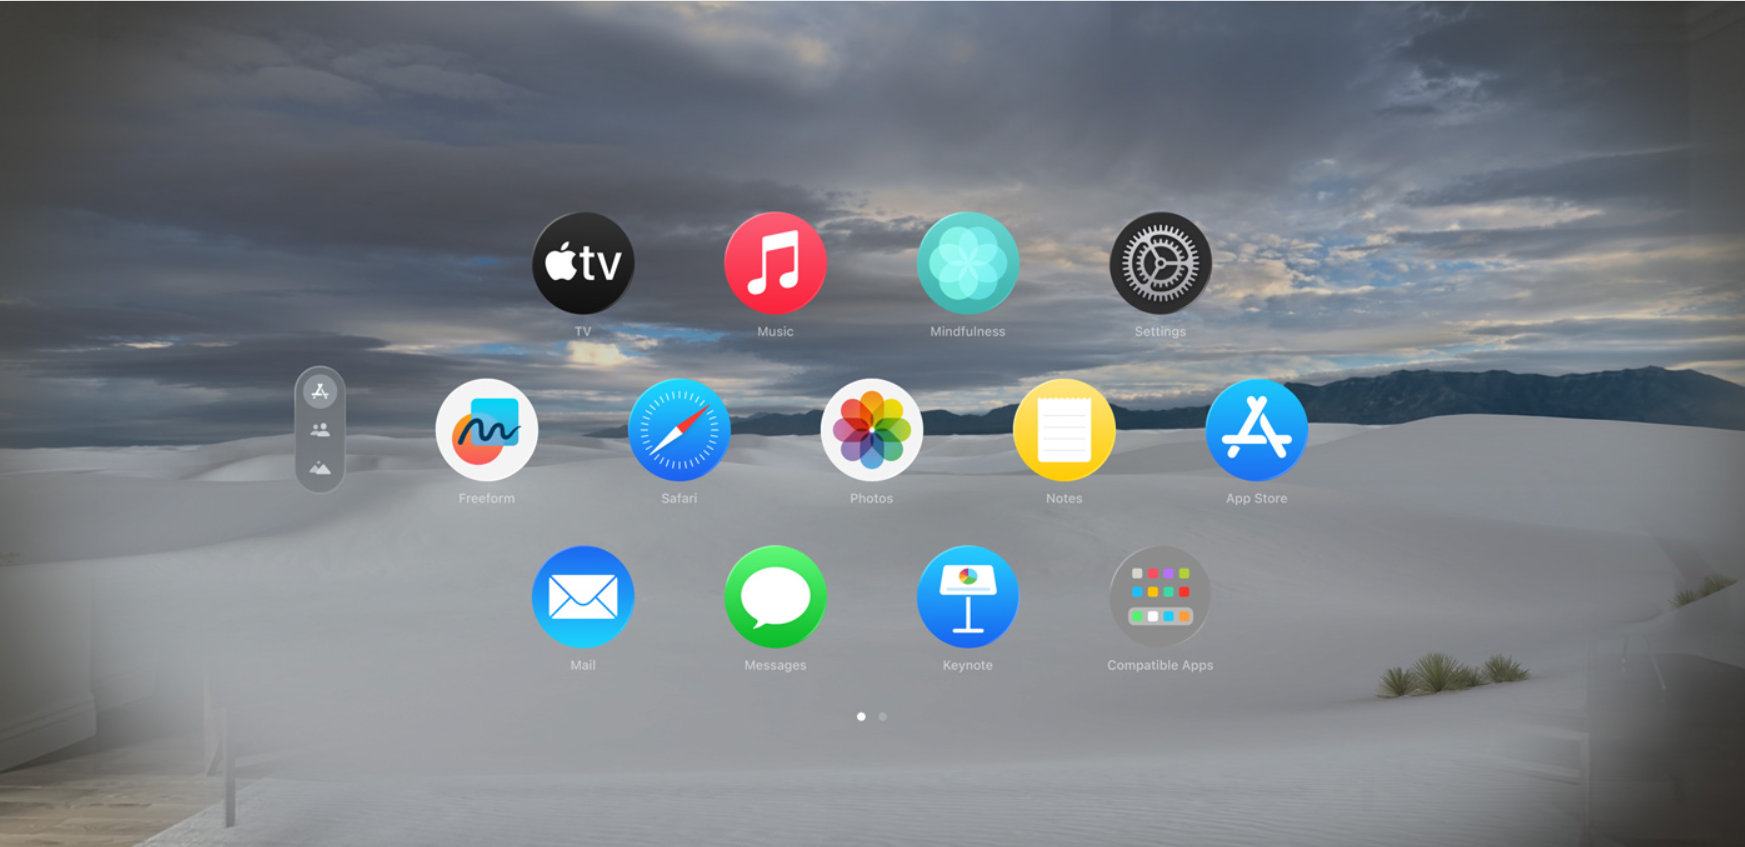 tv
TV
Music
Mindfulness
Settings
Freeform
Safari
Photos
Notes
App Store
Mail
Messages
Keynote
Compatible Apps